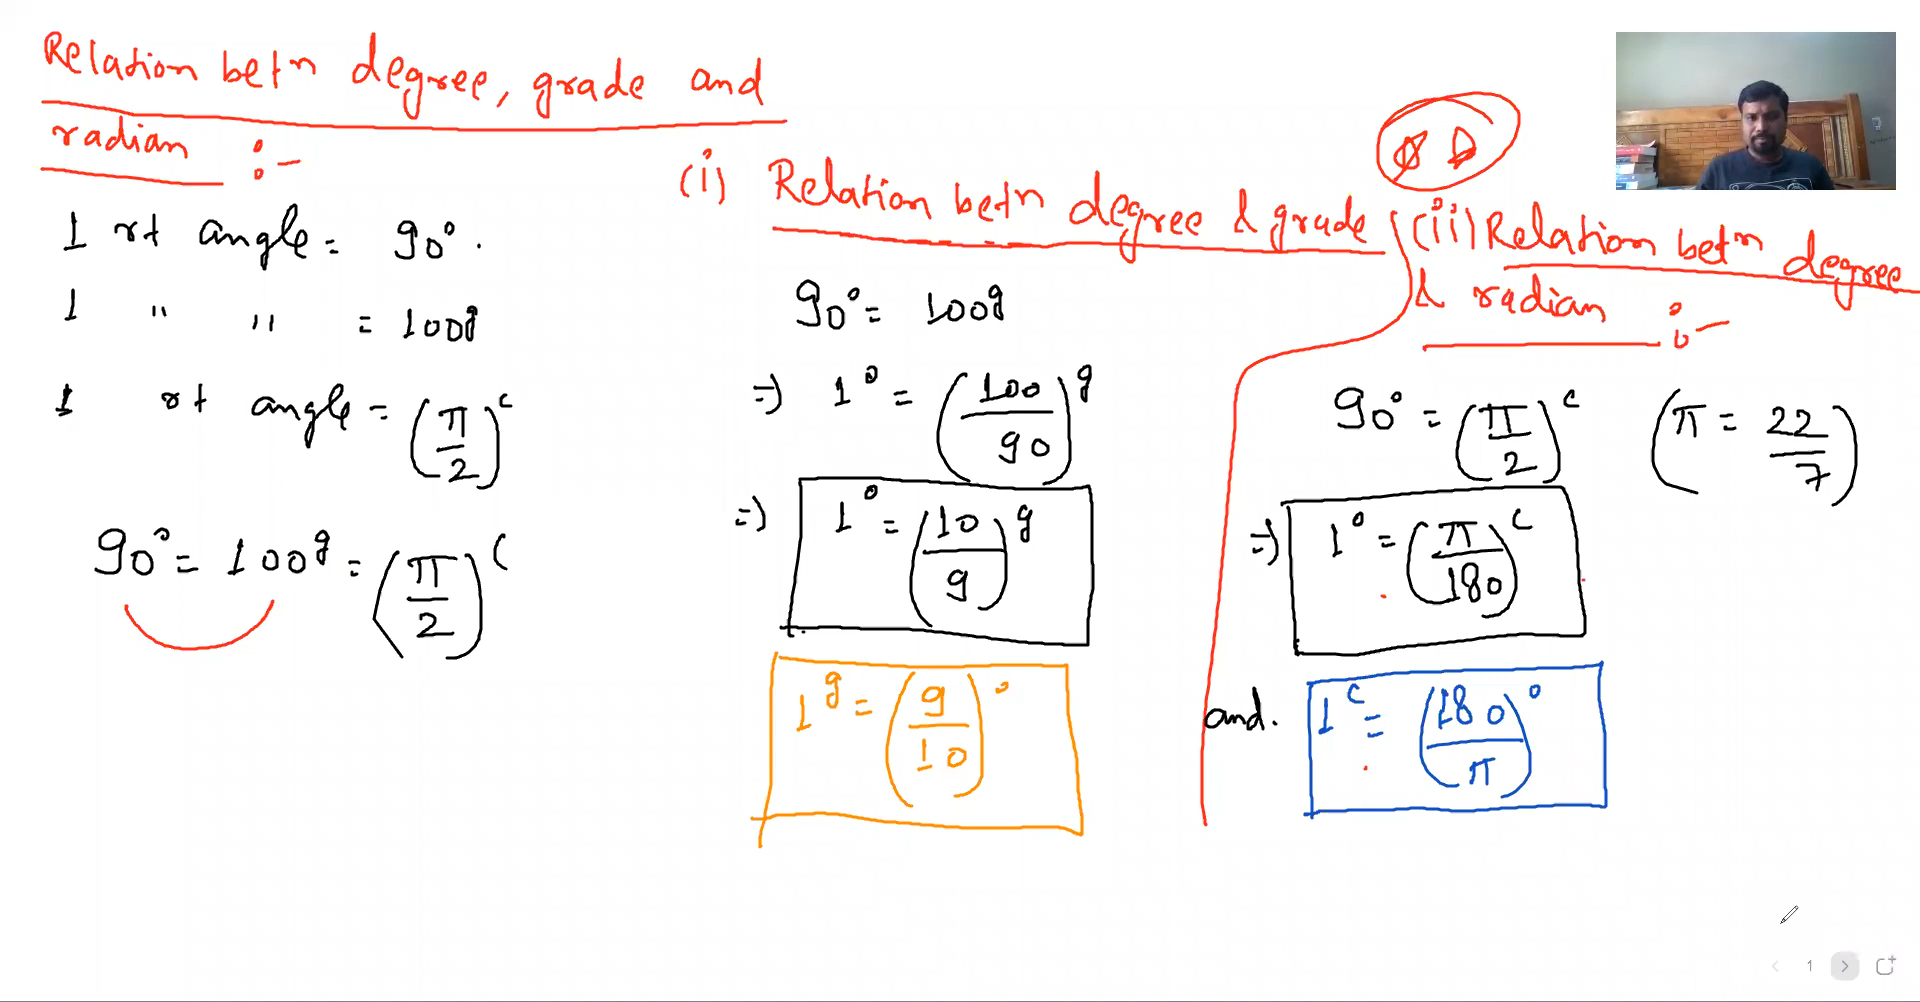 Relation betⁿ degree, grade and
radian :-
1 rt angle = 90°.
1 " " = 100g
1 rt angle = (π/2)ᶜ
90° = 100ᵍ = (π/2)ᶜ
(i) Relation betⁿ degree & grade
90° = 100ᵍ
=) 1° = (100/90)ᵍ
=) 1° = (10/9)ᵍ
1ᵍ = (9/10)°
(ii) Relation betⁿ degree
& radian :-
90° = (π/2)ᶜ (π = 22/7)
=) 1° = (π/180)ᶜ
and. 1ᶜ = (180/π)°
1